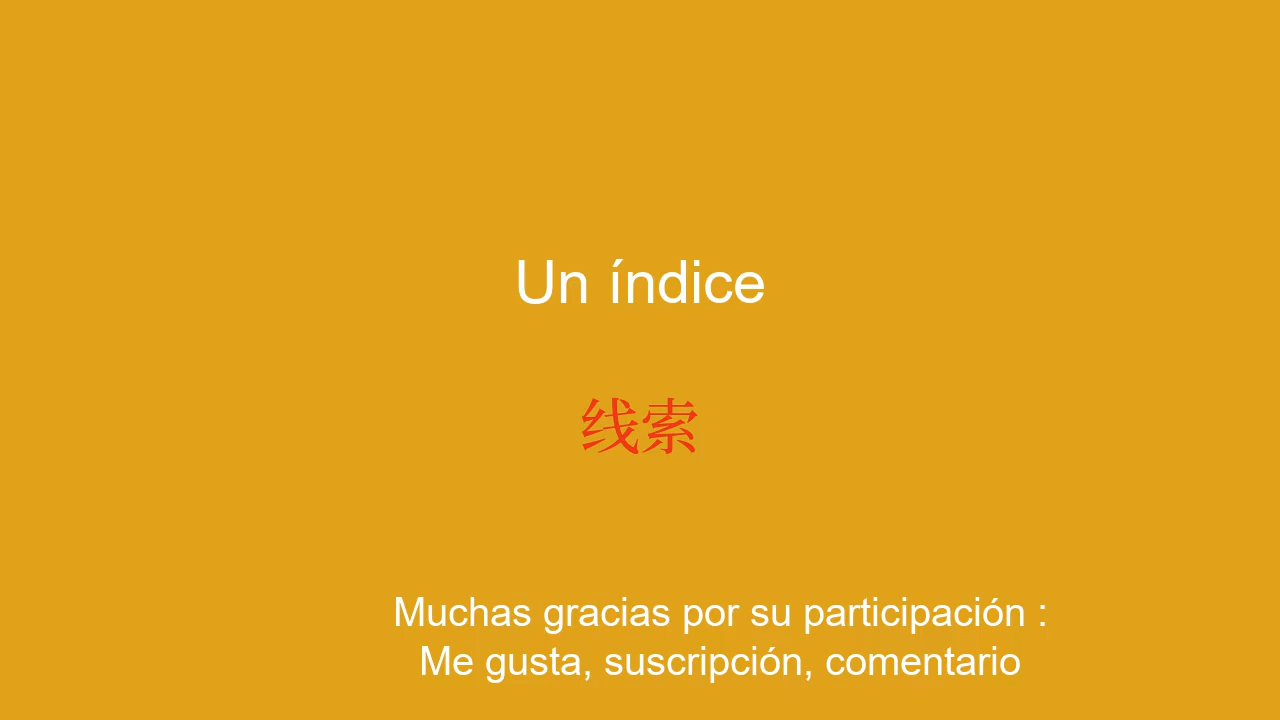 Un índice
线索
Muchas gracias por su participación :
Me gusta, suscripción, comentario